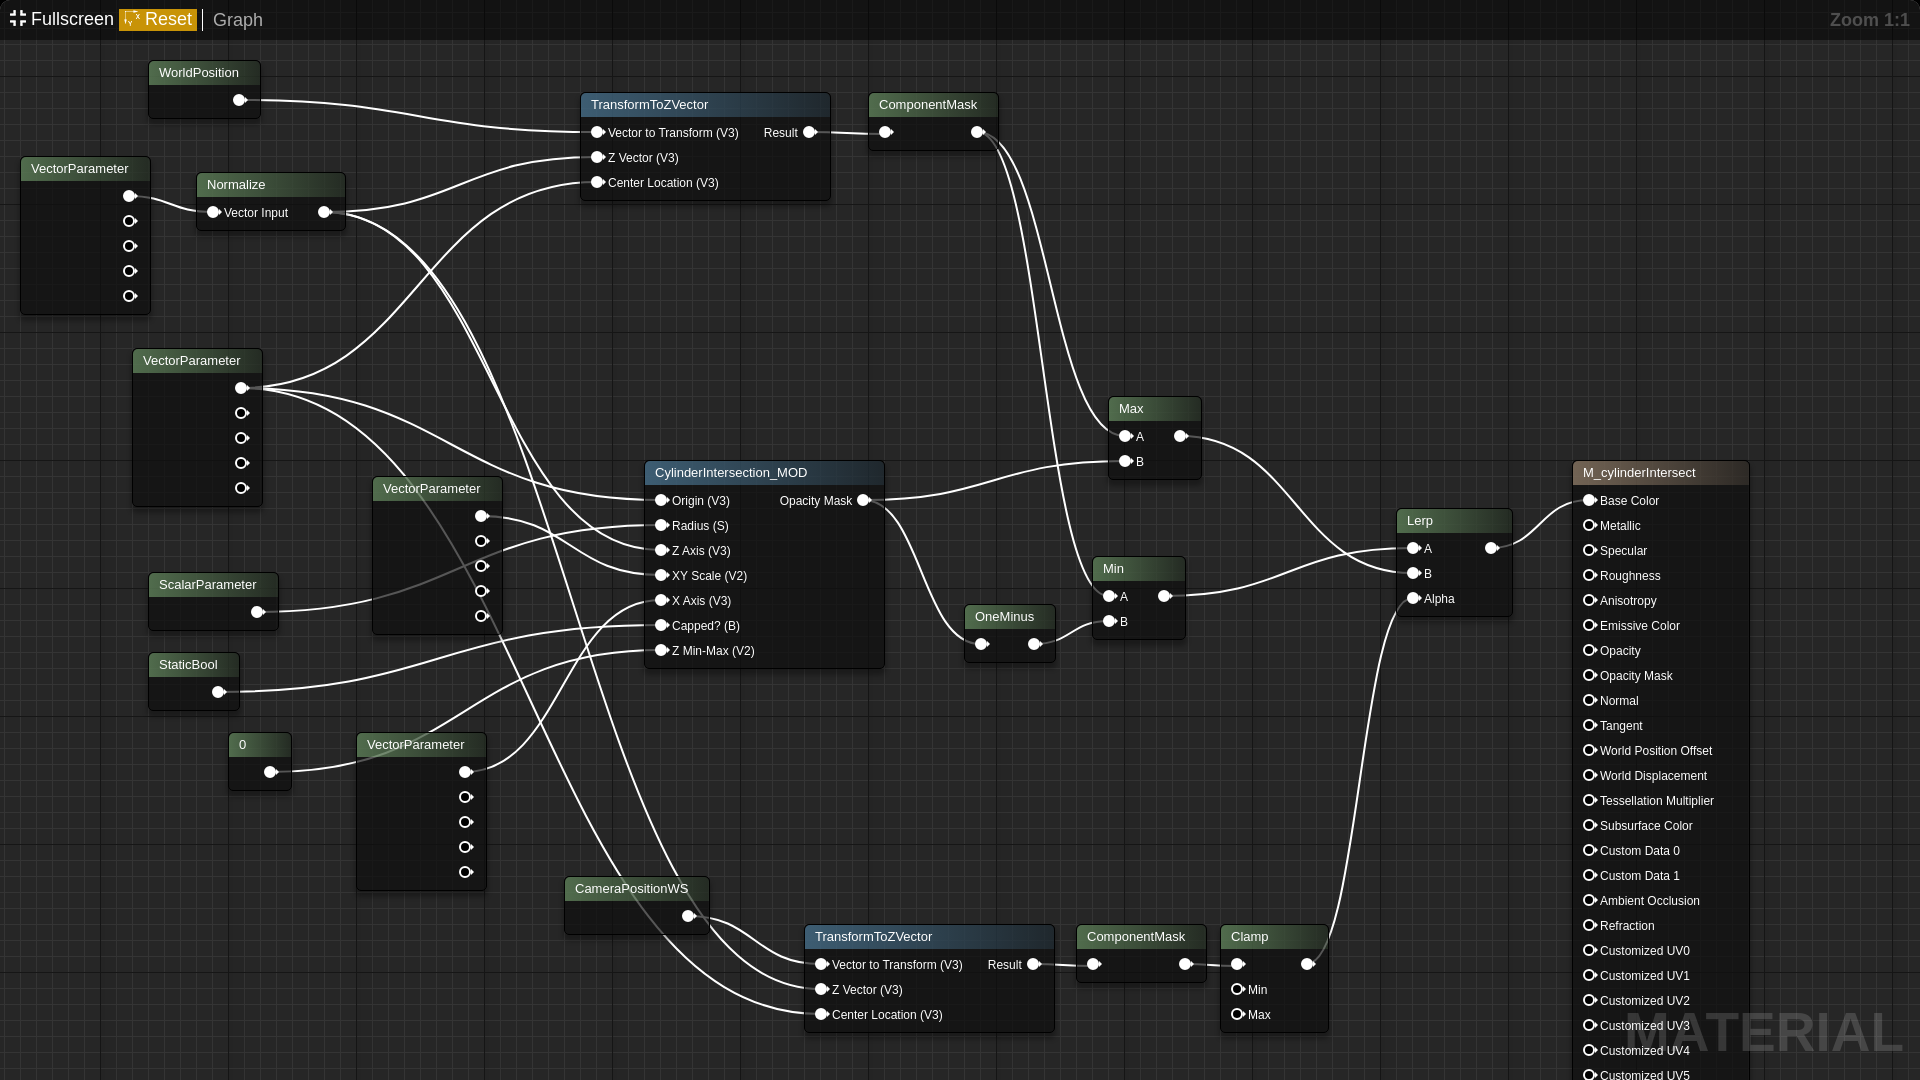 Fullscreen Reset Graph
Zoom 1:1
WorldPosition
TransformToZVector
Vector to Transform (V3) Result
Z Vector (V3)
Center Location (V3)
ComponentMask
VectorParameter
Normalize
Vector Input
VectorParameter
Max
A
B
CylinderIntersection_MOD
Origin (V3) Opacity Mask
Radius (S)
Z Axis (V3)
XY Scale (V2)
X Axis (V3)
Capped? (B)
Z Min-Max (V2)
VectorParameter
Lerp
A
B
Alpha
Min
A
B
OneMinus
ScalarParameter
StaticBool
0
VectorParameter
CameraPositionWS
TransformToZVector
Vector to Transform (V3) Result
Z Vector (V3)
Center Location (V3)
ComponentMask
Clamp
Min
Max
M_cylinderIntersect
Base Color
Metallic
Specular
Roughness
Anisotropy
Emissive Color
Opacity
Opacity Mask
Normal
Tangent
World Position Offset
World Displacement
Tessellation Multiplier
Subsurface Color
Custom Data 0
Custom Data 1
Ambient Occlusion
Refraction
Customized UV0
Customized UV1
Customized UV2
Customized UV3
Customized UV4
Customized UV5
MATERIAL